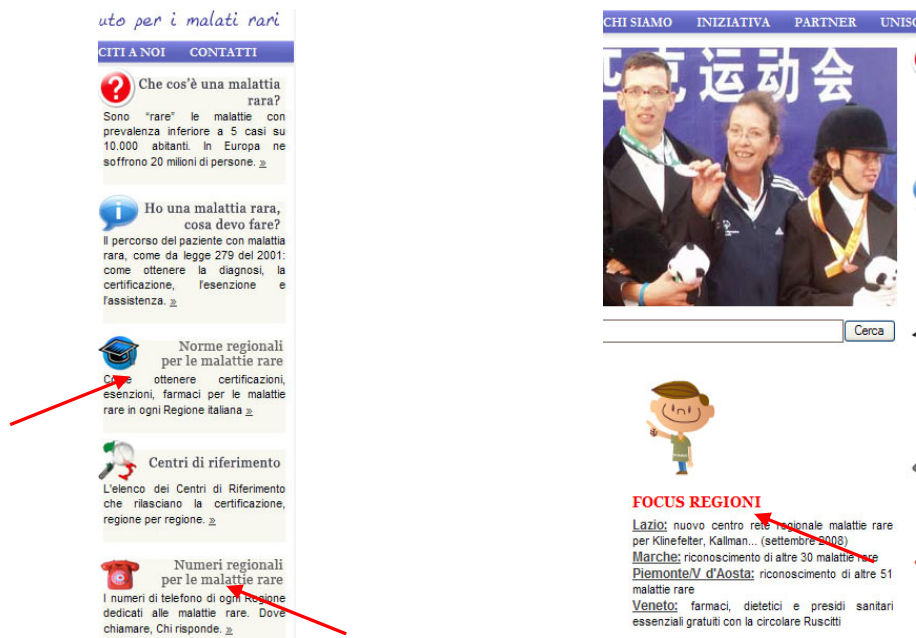 uto per i malati rari
CITI A NOI CONTATTI
Che cos'è una malattia
rara?
Sono "rare" le malattie con
prevalenza inferiore a 5 casi su
10.000 abitanti. In Europa ne
soffrono 20 milioni di persone. »
Ho una malattia rara,
cosa devo fare?
Il percorso del paziente con malattia
rara, come da legge 279 del 2001:
come ottenere la diagnosi, la
certificazione, l'esenzione e
l'assistenza. »
Norme regionali
per le malattie rare
Come ottenere certificazioni,
esenzioni, farmaci per le malattie
rare in ogni Regione italiana »
Centri di riferimento
L'elenco dei Centri di Riferimento
che rilasciano la certificazione,
regione per regione. »
Numeri regionali
per le malattie rare
I numeri di telefono di ogni Regione
dedicati alle malattie rare. Dove
chiamare, Chi risponde. »
CHI SIAMO INIZIATIVA PARTNER UNISC
匹克运动会
Cerca
FOCUS REGIONI
Lazio: nuovo centro rete regionale malattie rare
per Klinefelter, Kallman... (settembre 2008)
Marche: riconoscimento di altre 30 malattie rare
Piemonte/V d'Aosta: riconoscimento di altre 51
malattie rare
Veneto: farmaci, dietetici e presidi sanitari
essenziali gratuiti con la circolare Ruscitti